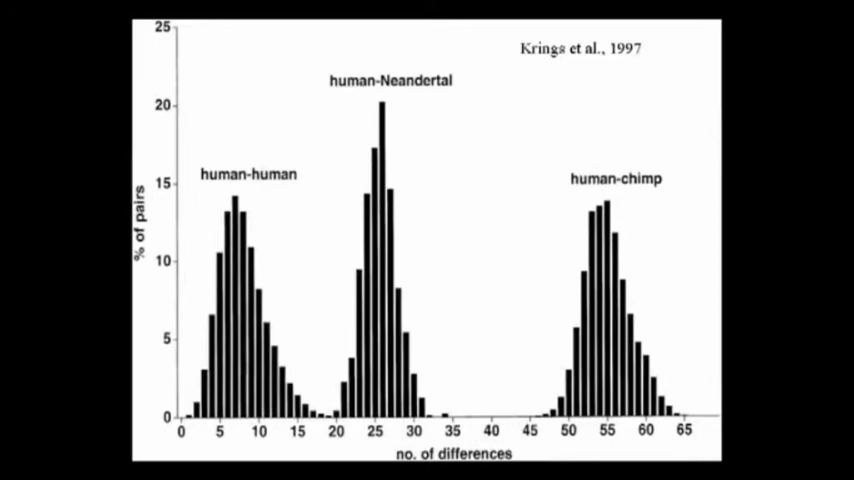 Krings et al., 1997
human-Neandertal
human-human
human-chimp
% of pairs
25
20
15
10
5
0
0 5 10 15 20 25 30 35 40 45 50 55 60 65
no. of differences